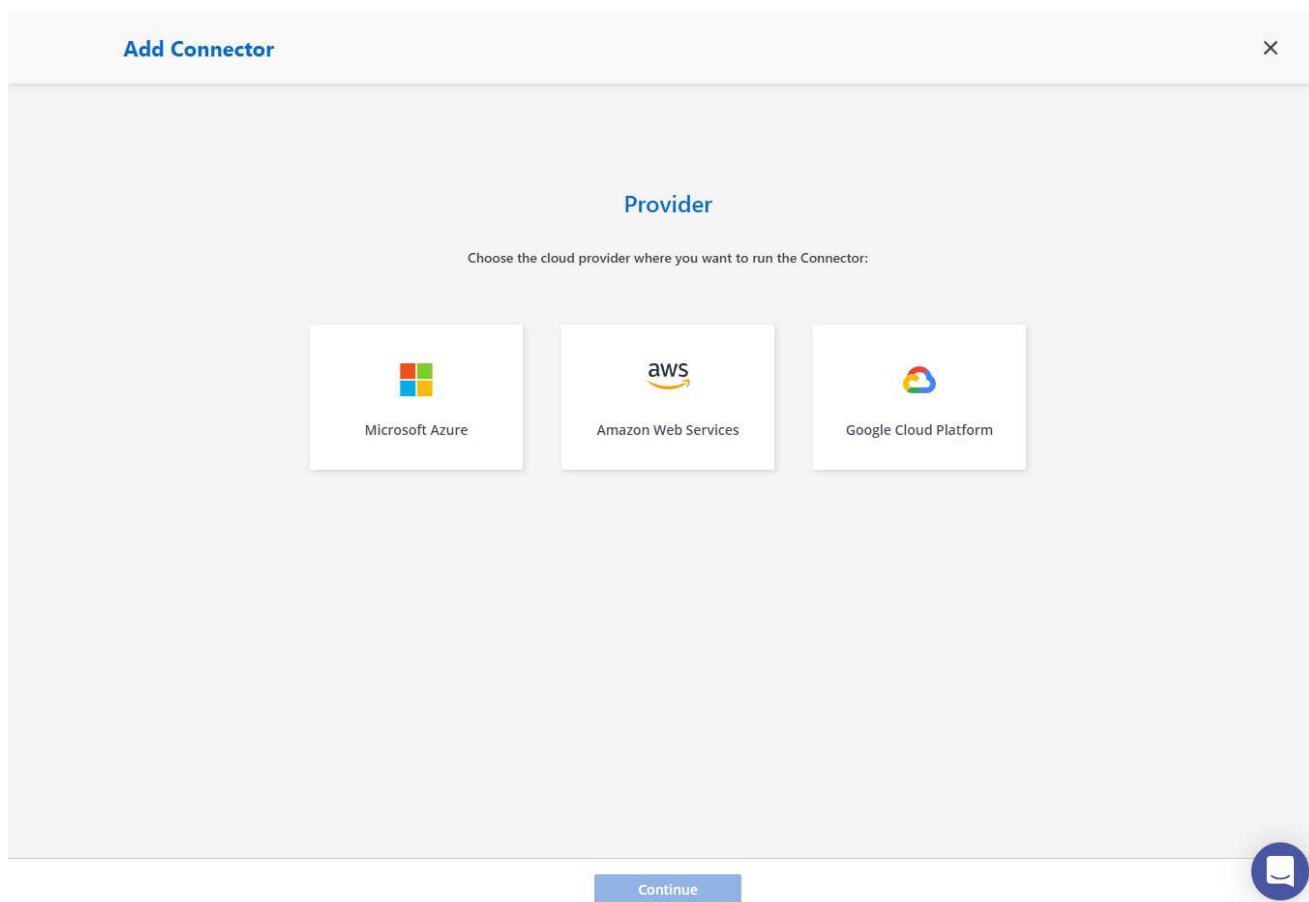 Add Connector
Provider
Choose the cloud provider where you want to run the Connector:
aws
Microsoft Azure
Amazon Web Services
Google Cloud Platform
Continue